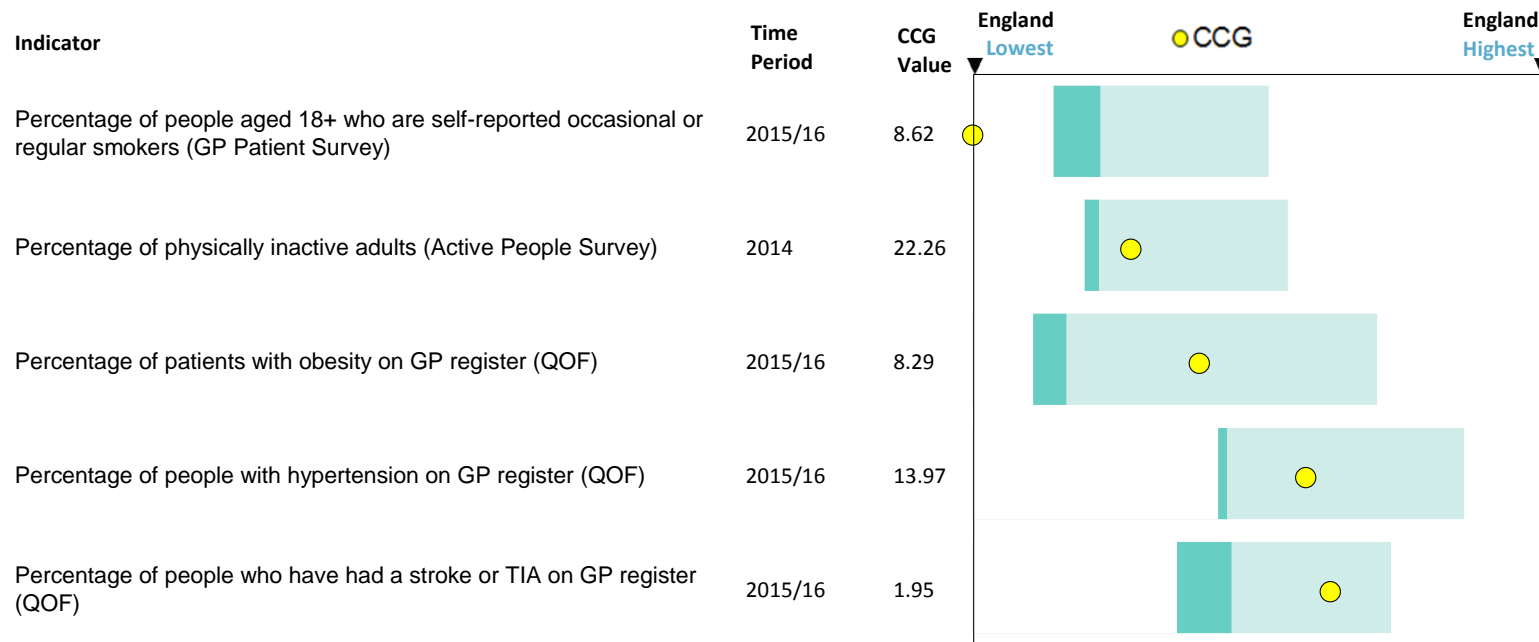 Indicator
Time
Period
CCG
Value
England
Lowest
CCG
England
Highest
Percentage of people aged 18+ who are self-reported occasional or
regular smokers (GP Patient Survey)
2015/16
8.62
Percentage of physically inactive adults (Active People Survey)
2014
22.26
Percentage of patients with obesity on GP register (QOF)
2015/16
8.29
Percentage of people with hypertension on GP register (QOF)
2015/16
13.97
Percentage of people who have had a stroke or TIA on GP register
(QOF)
2015/16
1.95